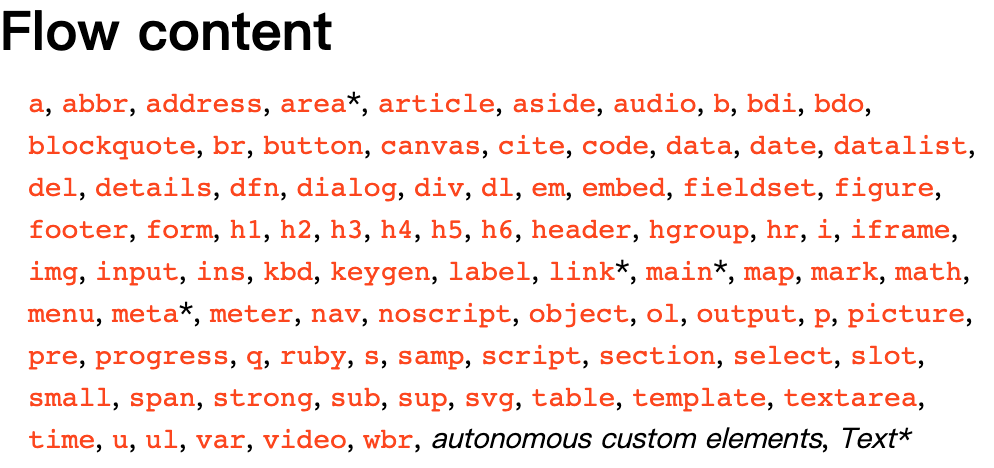 Flow content
a, abbr, address, area*, article, aside, audio, b, bdi, bdo,
blockquote, br, button, canvas, cite, code, data, date, datalist,
del, details, dfn, dialog, div, dl, em, embed, fieldset, figure,
footer, form, h1, h2, h3, h4, h5, h6, header, hgroup, hr, i, iframe,
img, input, ins, kbd, keygen, label, link*, main*, map, mark, math,
menu, meta*, meter, nav, noscript, object, ol, output, p, picture,
pre, progress, q, ruby, s, samp, script, section, select, slot,
small, span, strong, sub, sup, svg, table, template, textarea,
time, u, ul, var, video, wbr, autonomous custom elements, Text*